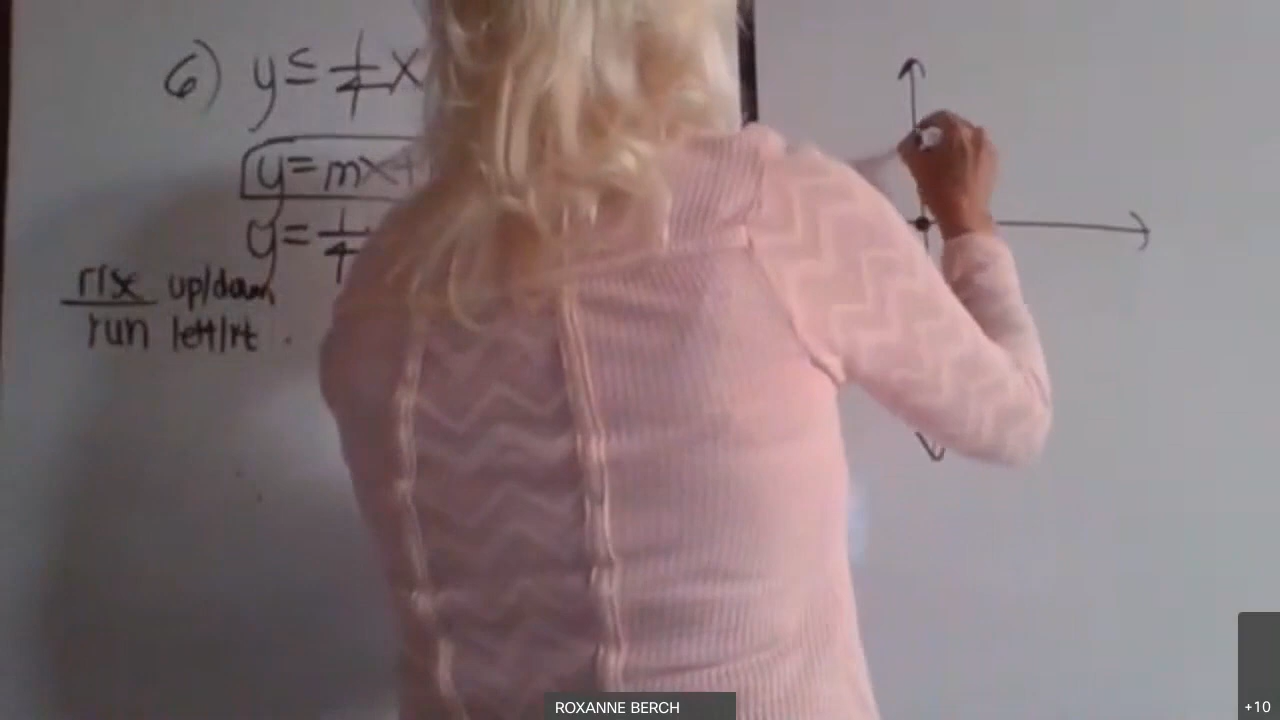 6) y ≤ 1/4 x
y = mx +
y = 1/4
rise up/down
run left/rt.
ROXANNE BERCH
+10